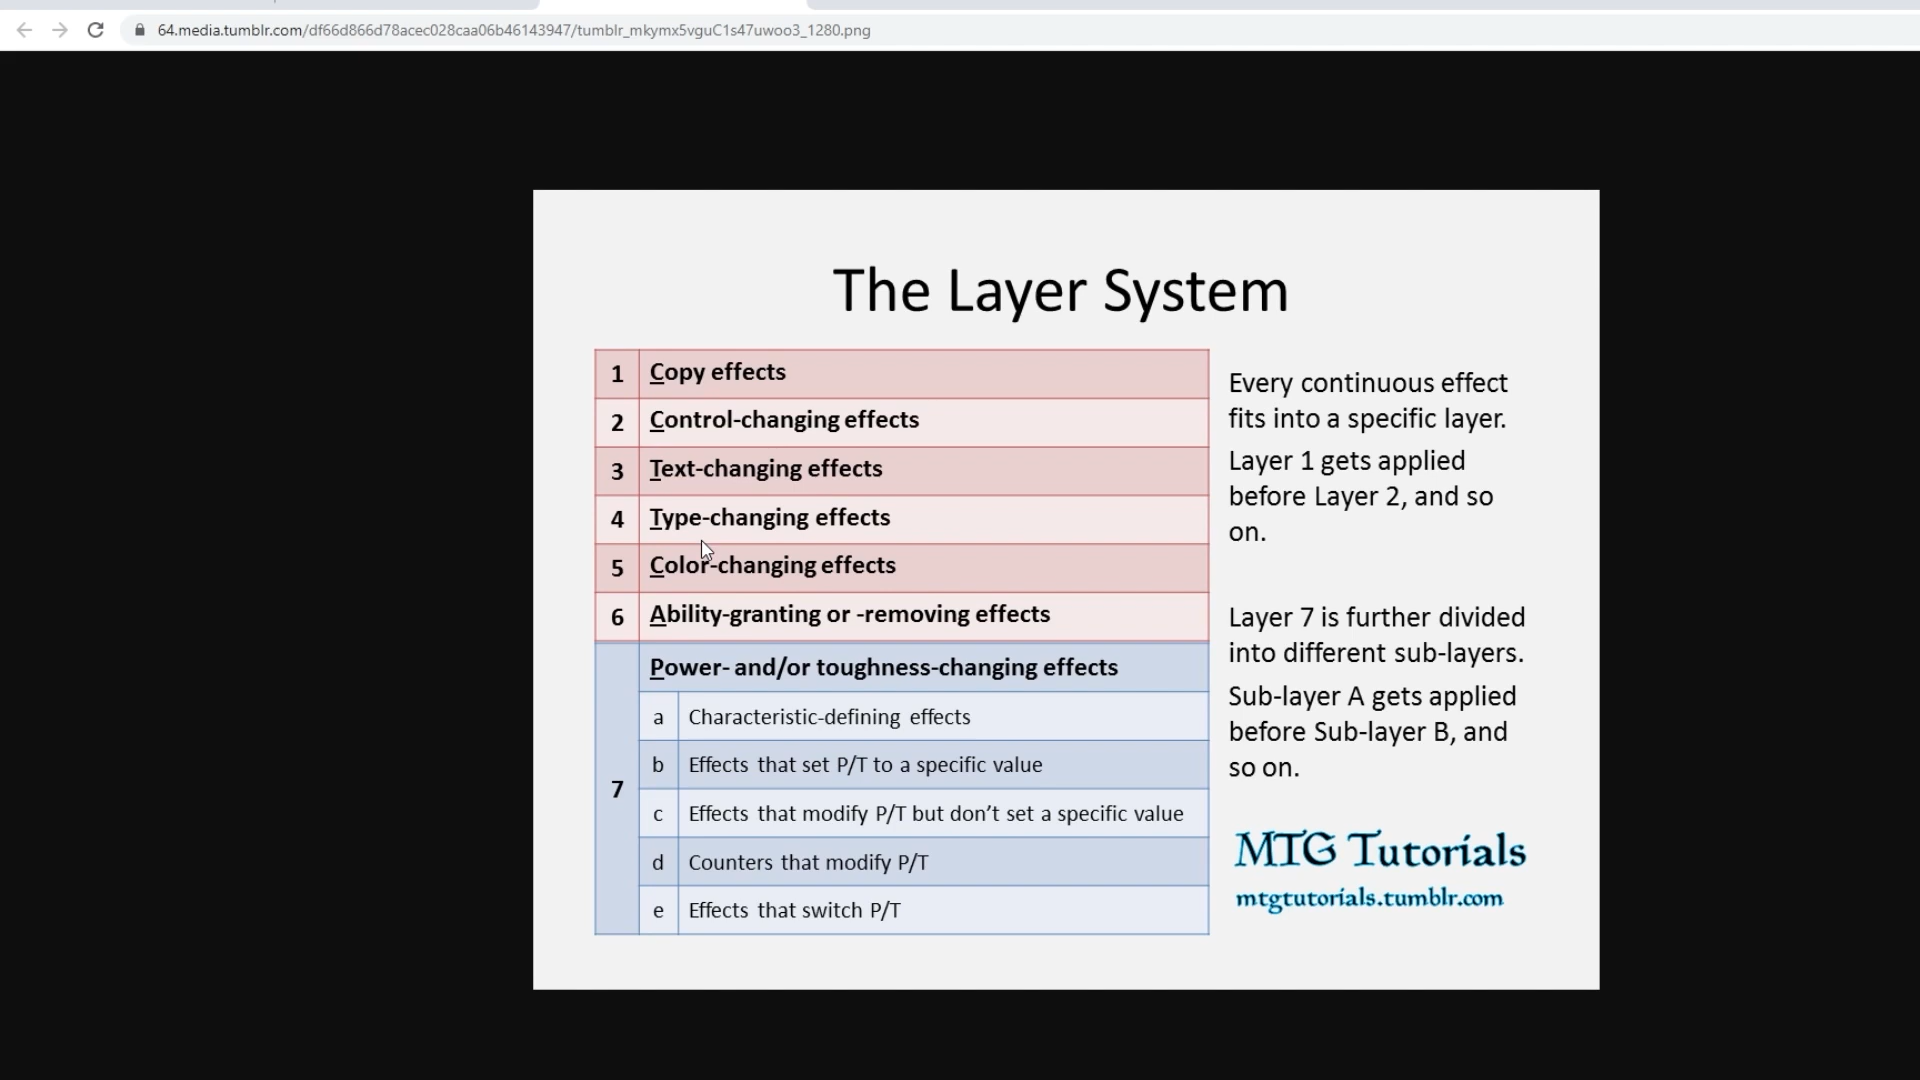 64.media.tumblr.com/df66d866d78acec028caa06b46143947/tumblr_mkymx5vguC1s47uwoo3_1280.png
The Layer System
1 Copy effects
2 Control-changing effects
3 Text-changing effects
4 Type-changing effects
5 Color-changing effects
6 Ability-granting or -removing effects
7 Power- and/or toughness-changing effects
a Characteristic-defining effects
b Effects that set P/T to a specific value
c Effects that modify P/T but don’t set a specific value
d Counters that modify P/T
e Effects that switch P/T
Every continuous effect
fits into a specific layer.
Layer 1 gets applied
before Layer 2, and so
on.
Layer 7 is further divided
into different sub-layers.
Sub-layer A gets applied
before Sub-layer B, and
so on.
MTG Tutorials
mtgtutorials.tumblr.com